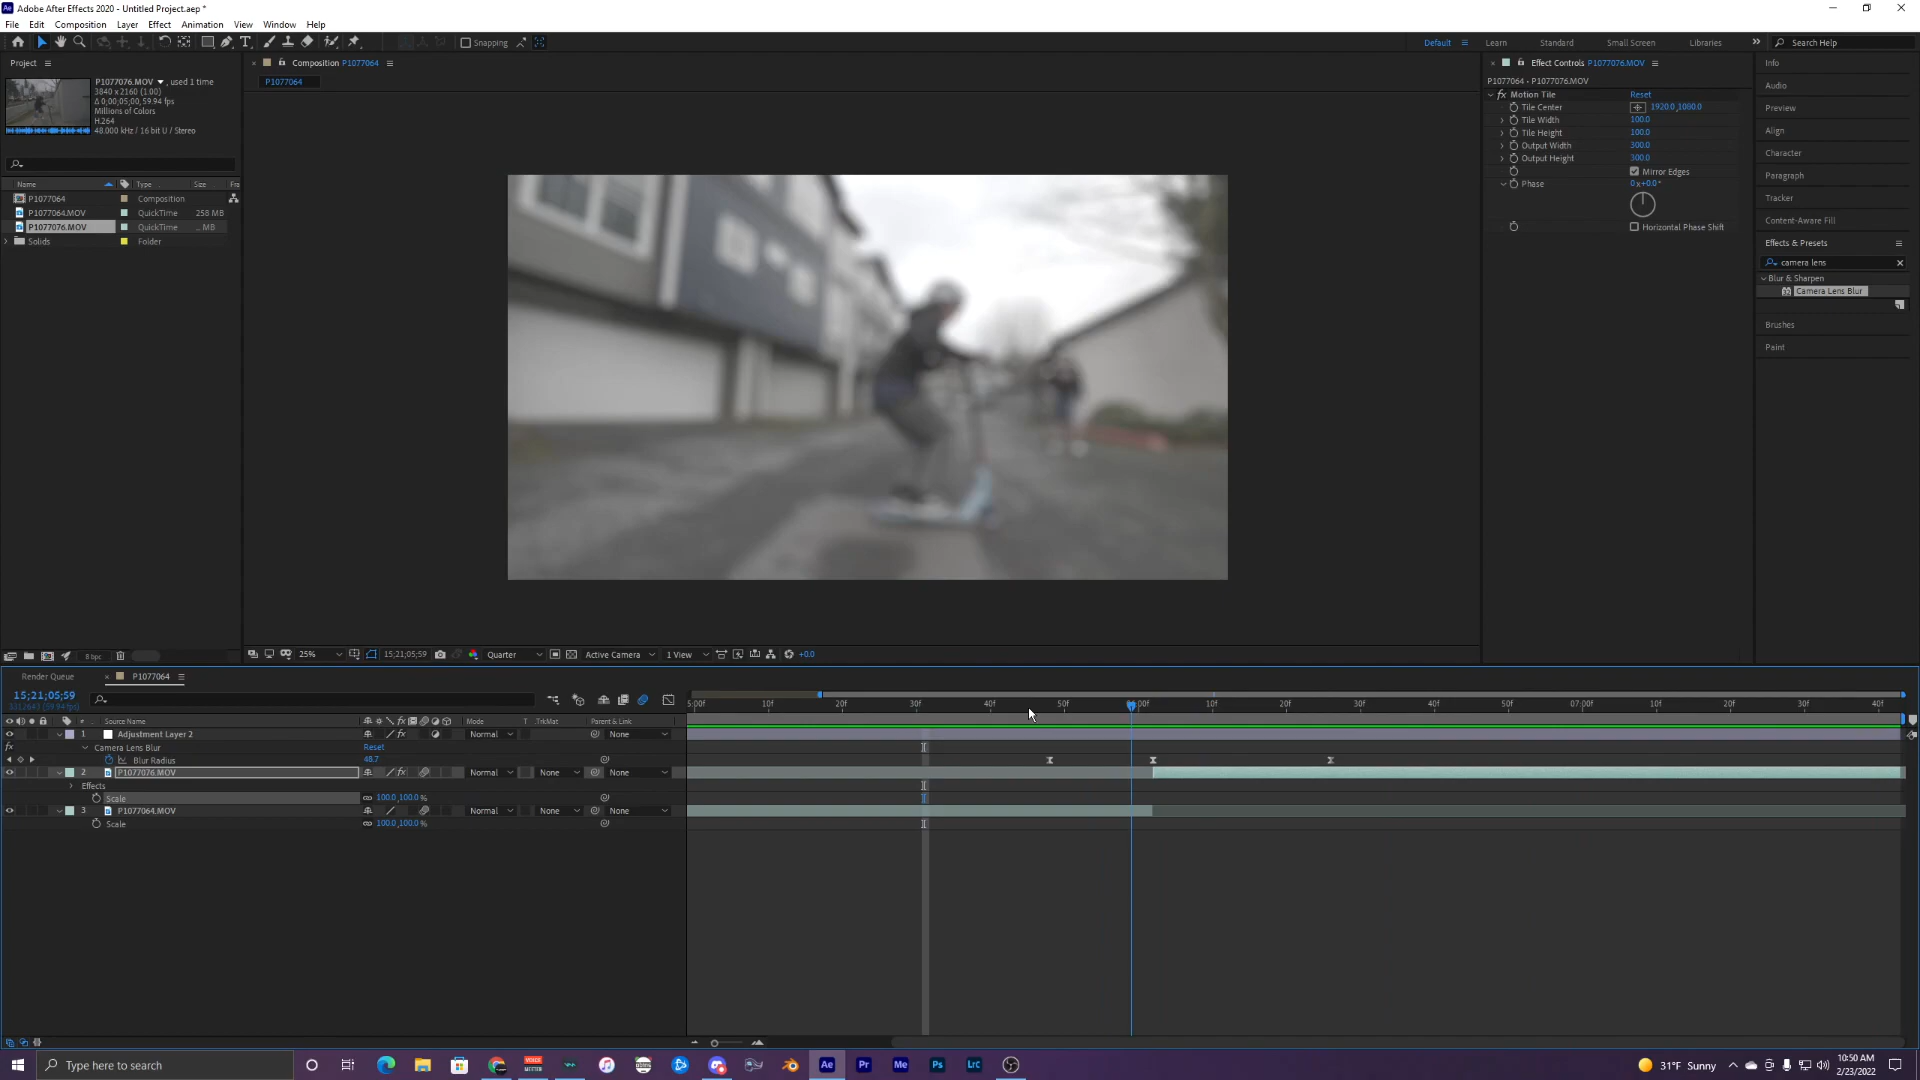 Adobe After Effects 2020 - Untitled Project.aep *
File Edit Composition Layer Effect Animation View Window Help
Snapping Default Learn Standard Small Screen Libraries Search Help
Project Composition P1077064 Effect Controls P1077076.MOV Info
P1077064
P1077076.MOV , used 1 time
3840 x 2160 (1.00)
Δ 0;00;05;00, 59.94 fps
Millions of Colors
H.264
48.000 kHz / 16 bit U / Stereo
Name Type Size Fra
P1077064 Composition
P1077064.MOV QuickTime 258 MB
P1077076.MOV QuickTime .. MB
Solids Folder
P1077064 - P1077076.MOV
fx Motion Tile Reset
Tile Center 1920.0,1080.0
Tile Width 100.0
Tile Height 100.0
Output Width 300.0
Output Height 300.0
Mirror Edges
Phase 0x+0.0°
Horizontal Phase Shift
Audio
Preview
Align
Character
Paragraph
Tracker
Content-Aware Fill
Effects & Presets
camera lens
Blur & Sharpen
Camera Lens Blur
Brushes
Paint
8 bpc 25% 15;21;05;59 Quarter Active Camera 1 View +0.0
Render Queue P1077064
15;21;05;59
5:00f 10f 20f 30f 40f 50f 10f 20f 30f 40f 50f 07:00f 10f 20f 30f 40f
# Source Name Mode T .TrkMat Parent & Link
1 Adjustment Layer 2 Normal None
Camera Lens Blur Reset
Blur Radius 48.7
2 P1077076.MOV Normal None None
Effects
Scale 100.0,100.0 %
3 P1077064.MOV Normal None None
Scale 100.0,100.0 %
Type here to search 31°F Sunny 10:50 AM
2/23/2022